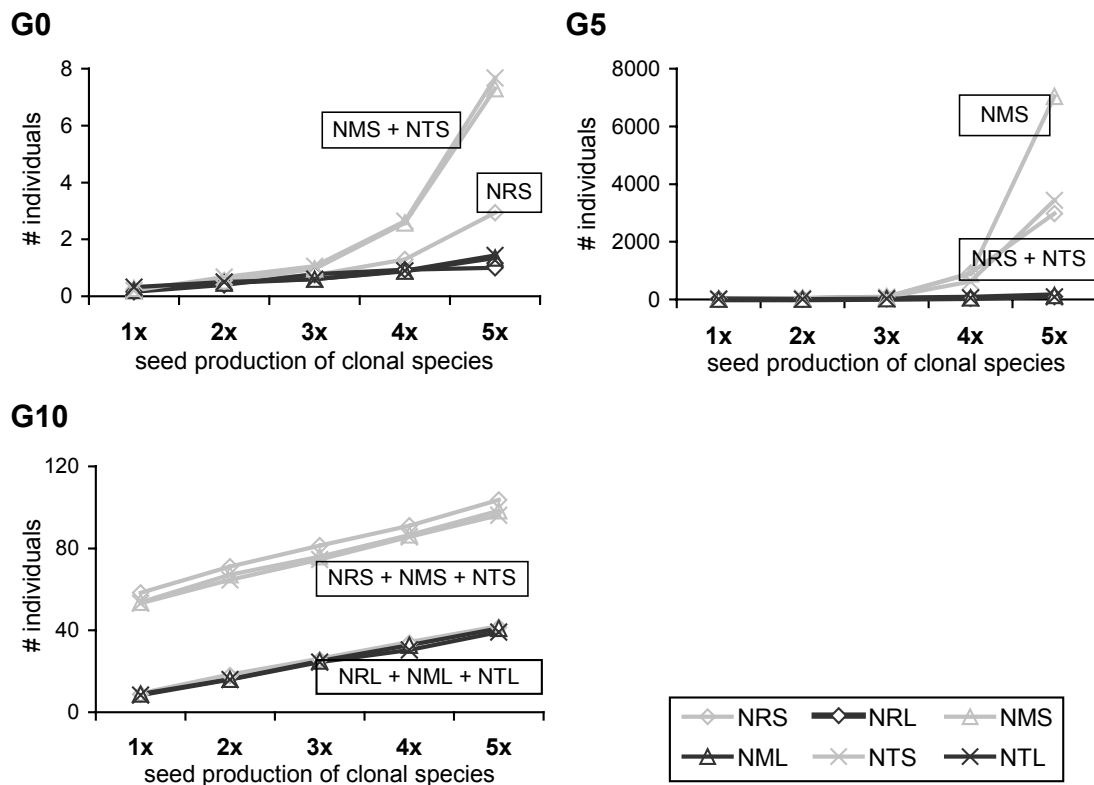 G0
8
6
4
2
0
# individuals
NMS + NTS
NRS
1x 2x 3x 4x 5x
seed production of clonal species
G5
8000
6000
4000
2000
0
# individuals
NMS
NRS + NTS
1x 2x 3x 4x 5x
seed production of clonal species
G10
120
80
40
0
# individuals
NRS + NMS + NTS
NRL + NML + NTL
1x 2x 3x 4x 5x
seed production of clonal species
NRS NRL NMS
NML NTS NTL